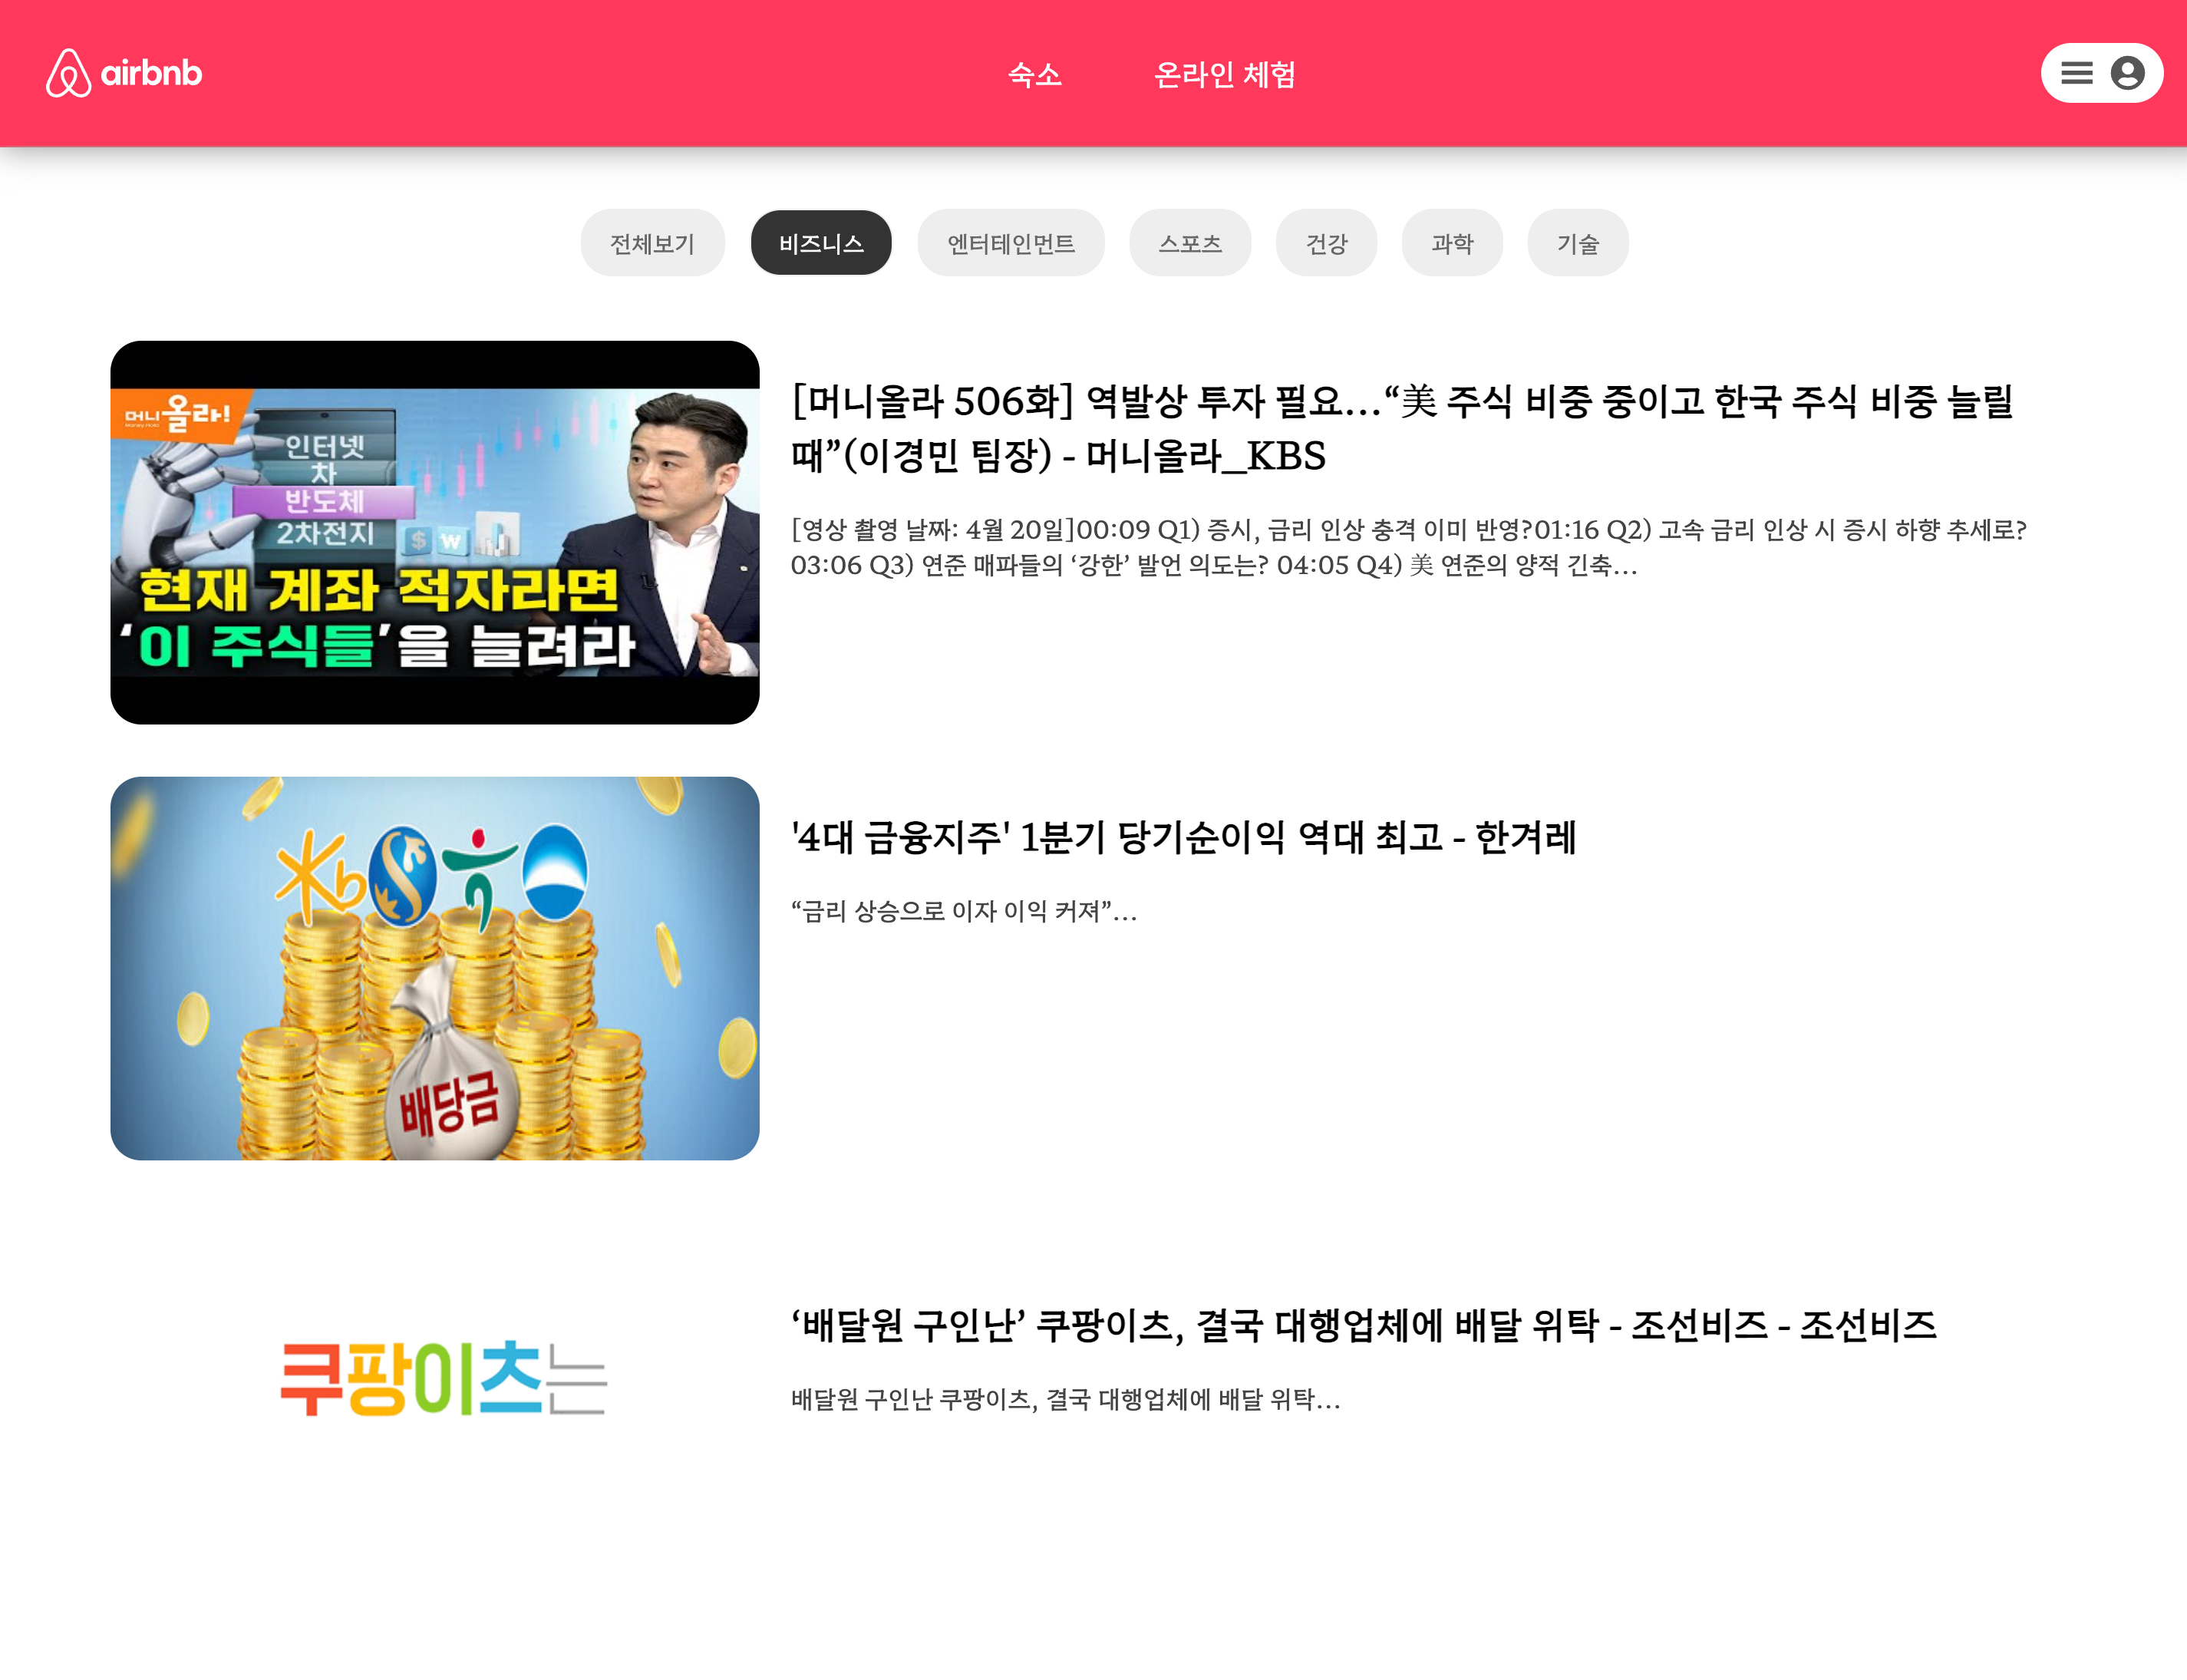 airbnb
숙소
온라인 체험
전체보기
비즈니스
엔터테인먼트
스포츠
건강
과학
기술
머니올라!
인터넷
차
반도체
2차전지
$ ₩
현재 계좌 적자라면
‘이 주식들’을 늘려라
[머니올라 506화] 역발상 투자 필요…“美 주식 비중 중이고 한국 주식 비중 늘릴
때”(이경민 팀장) - 머니올라_KBS
[영상 촬영 날짜: 4월 20일]00:09 Q1) 증시, 금리 인상 충격 이미 반영?01:16 Q2) 고속 금리 인상 시 증시 하향 추세로?
03:06 Q3) 연준 매파들의 ‘강한’ 발언 의도는? 04:05 Q4) 美 연준의 양적 긴축...
배당금
'4대 금융지주' 1분기 당기순이익 역대 최고 - 한겨레
“금리 상승으로 이자 이익 커져”...
쿠팡이츠는
‘배달원 구인난’ 쿠팡이츠, 결국 대행업체에 배달 위탁 - 조선비즈 - 조선비즈
배달원 구인난 쿠팡이츠, 결국 대행업체에 배달 위탁...